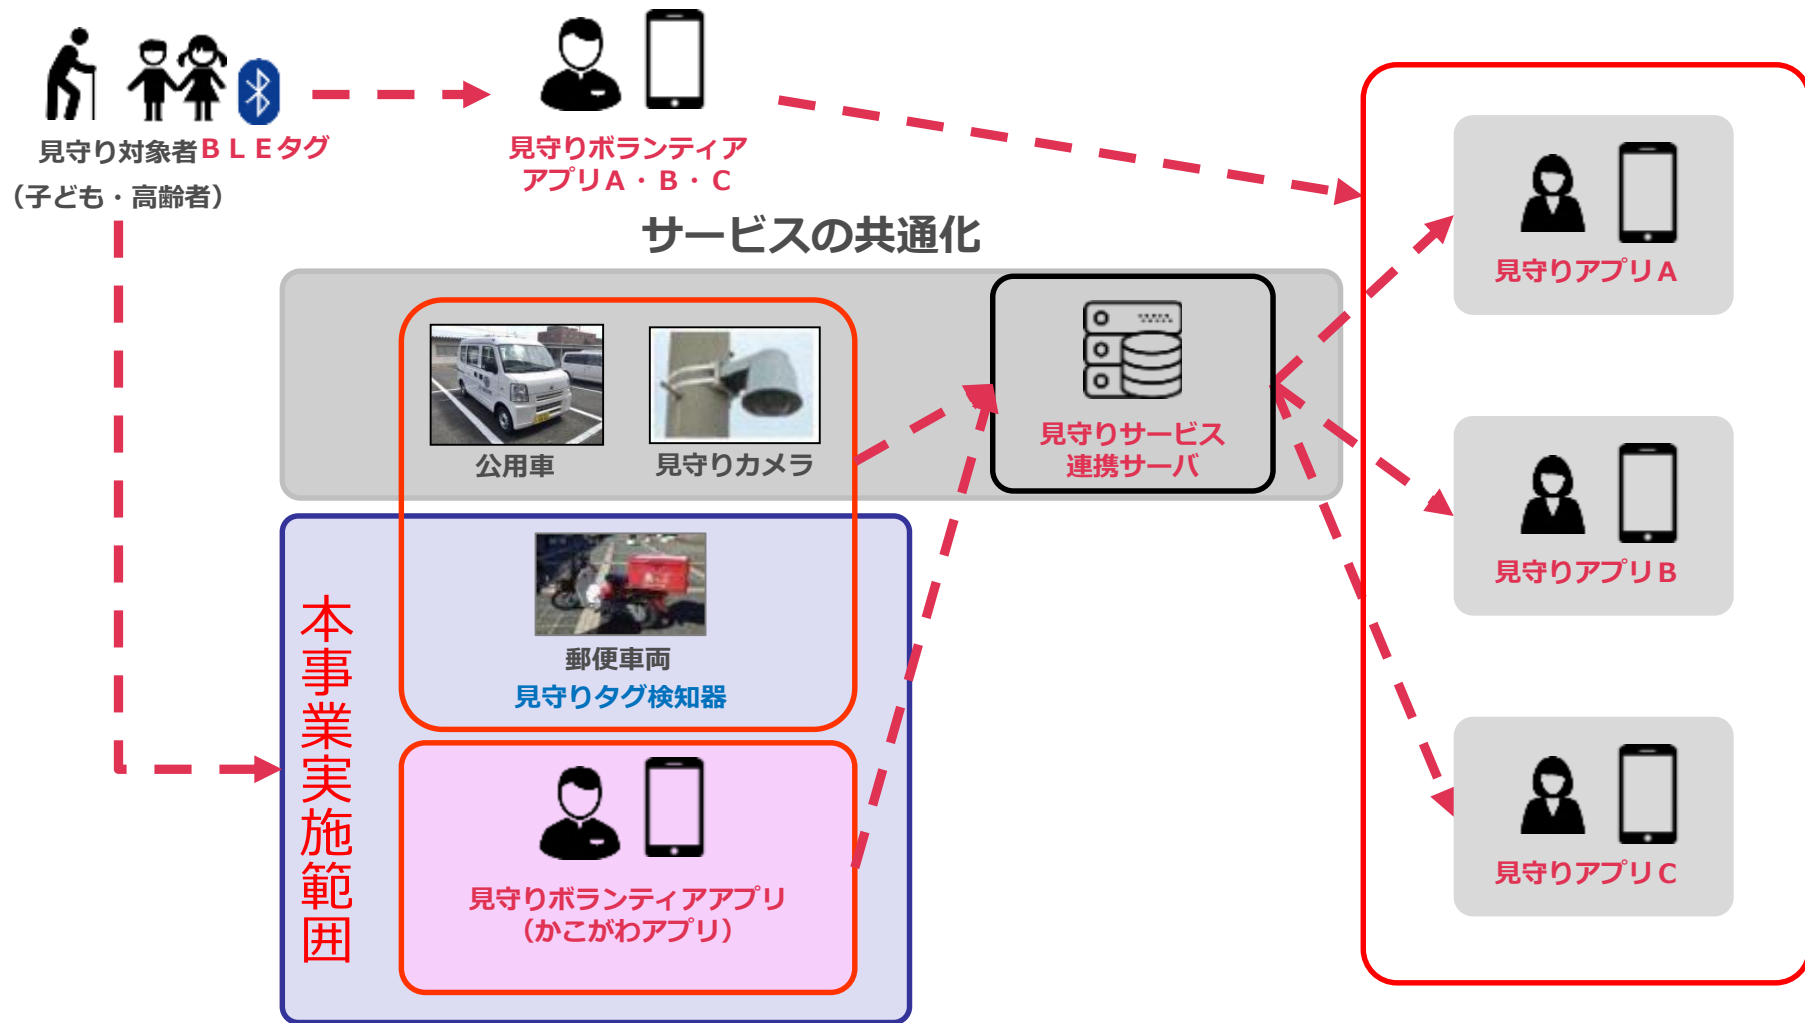 見守り対象者ＢＬＥタグ
（子ども・高齢者）
見守りボランティア
アプリＡ・Ｂ・Ｃ
サービスの共通化
公用車
見守りカメラ
見守りサービス
連携サーバ
見守りアプリＡ
見守りアプリＢ
見守りアプリＣ
本事業実施範囲
郵便車両
見守りタグ検知器
見守りボランティアアプリ
（かこがわアプリ）